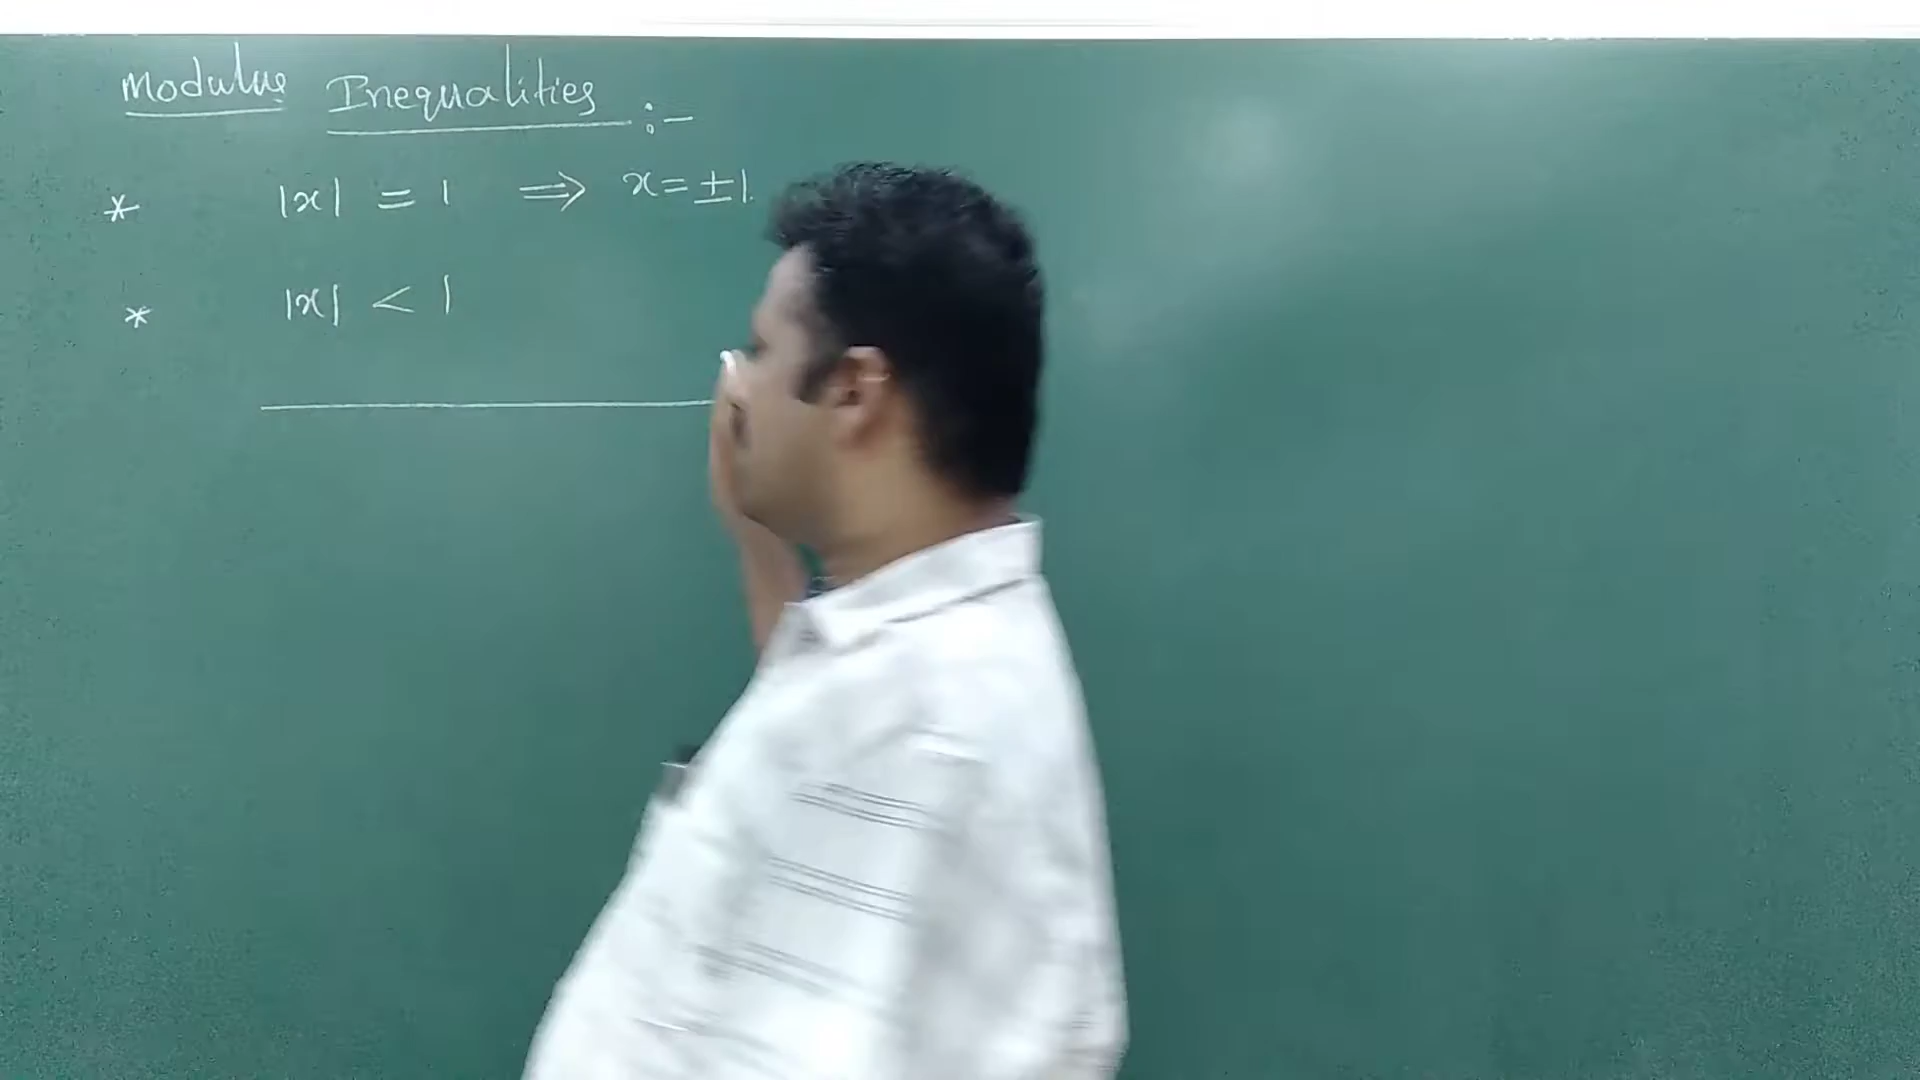 Modulus Inequalities :-
* |x| = 1 ⇒ x = ±1.
* |x| < 1